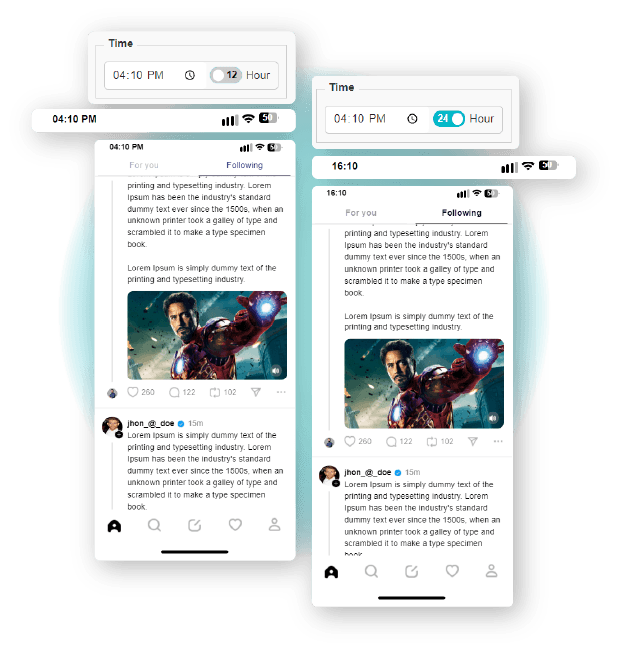 Time
04:10 PM
12
Hour
04:10 PM
50
04:10 PM
50
For you
Following
printing and typesetting industry. Lorem
Ipsum has been the industry's standard
dummy text ever since the 1500s, when an
unknown printer took a galley of type and
scrambled it to make a type specimen
book.
Lorem Ipsum is simply dummy text of the
printing and typesetting industry.
260
122
102
jhon_@_doe
15m
Lorem Ipsum is simply dummy text of the
printing and typesetting industry. Lorem
Ipsum has been the industry's standard
dummy text ever since the 1500s, when an
unknown printer took a galley of type and
scrambled it to make a type specimen
book.
Time
04:10 PM
24
Hour
16:10
50
16:10
50
For you
Following
printing and typesetting industry. Lorem
Ipsum has been the industry's standard
dummy text ever since the 1500s, when an
unknown printer took a galley of type and
scrambled it to make a type specimen
book.
Lorem Ipsum is simply dummy text of the
printing and typesetting industry.
260
122
102
jhon_@_doe
15m
Lorem Ipsum is simply dummy text of the
printing and typesetting industry. Lorem
Ipsum has been the industry's standard
dummy text ever since the 1500s, when an
unknown printer took a galley of type and
scrambled it to make a type specimen
book.